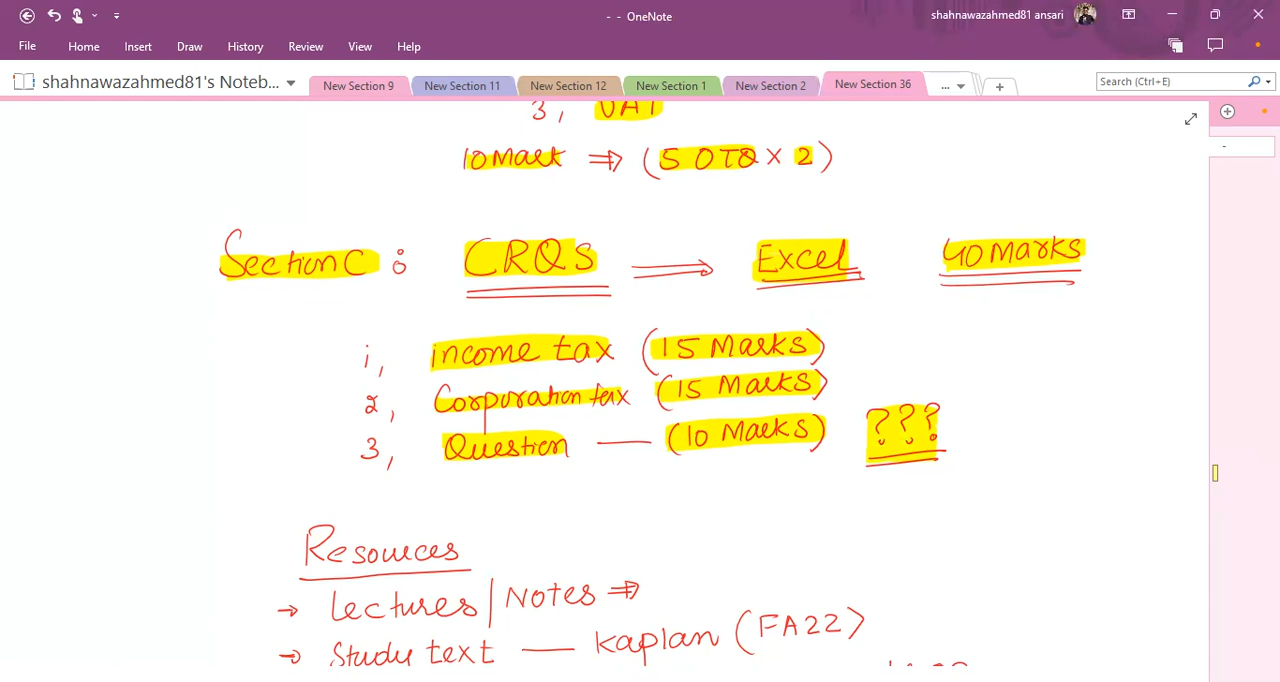 - - OneNote
shahnawazahmed81 ansari
File Home Insert Draw History Review View Help
shahnawazahmed81's Noteb... New Section 9 New Section 11 New Section 12 New Section 1 New Section 2 New Section 36 ... + Search (Ctrl+E)
3, VAT
10 Mark ⇒ (5 OTQ × 2)
Section C : CRQS ⟹ Excel 40 Marks
1, income tax (15 Marks)
2, Corporation tax (15 Marks)
3, Question — (10 Marks) ???
Resources
→ Lectures | Notes ⇒
→ Study text — Kaplan (FA22)